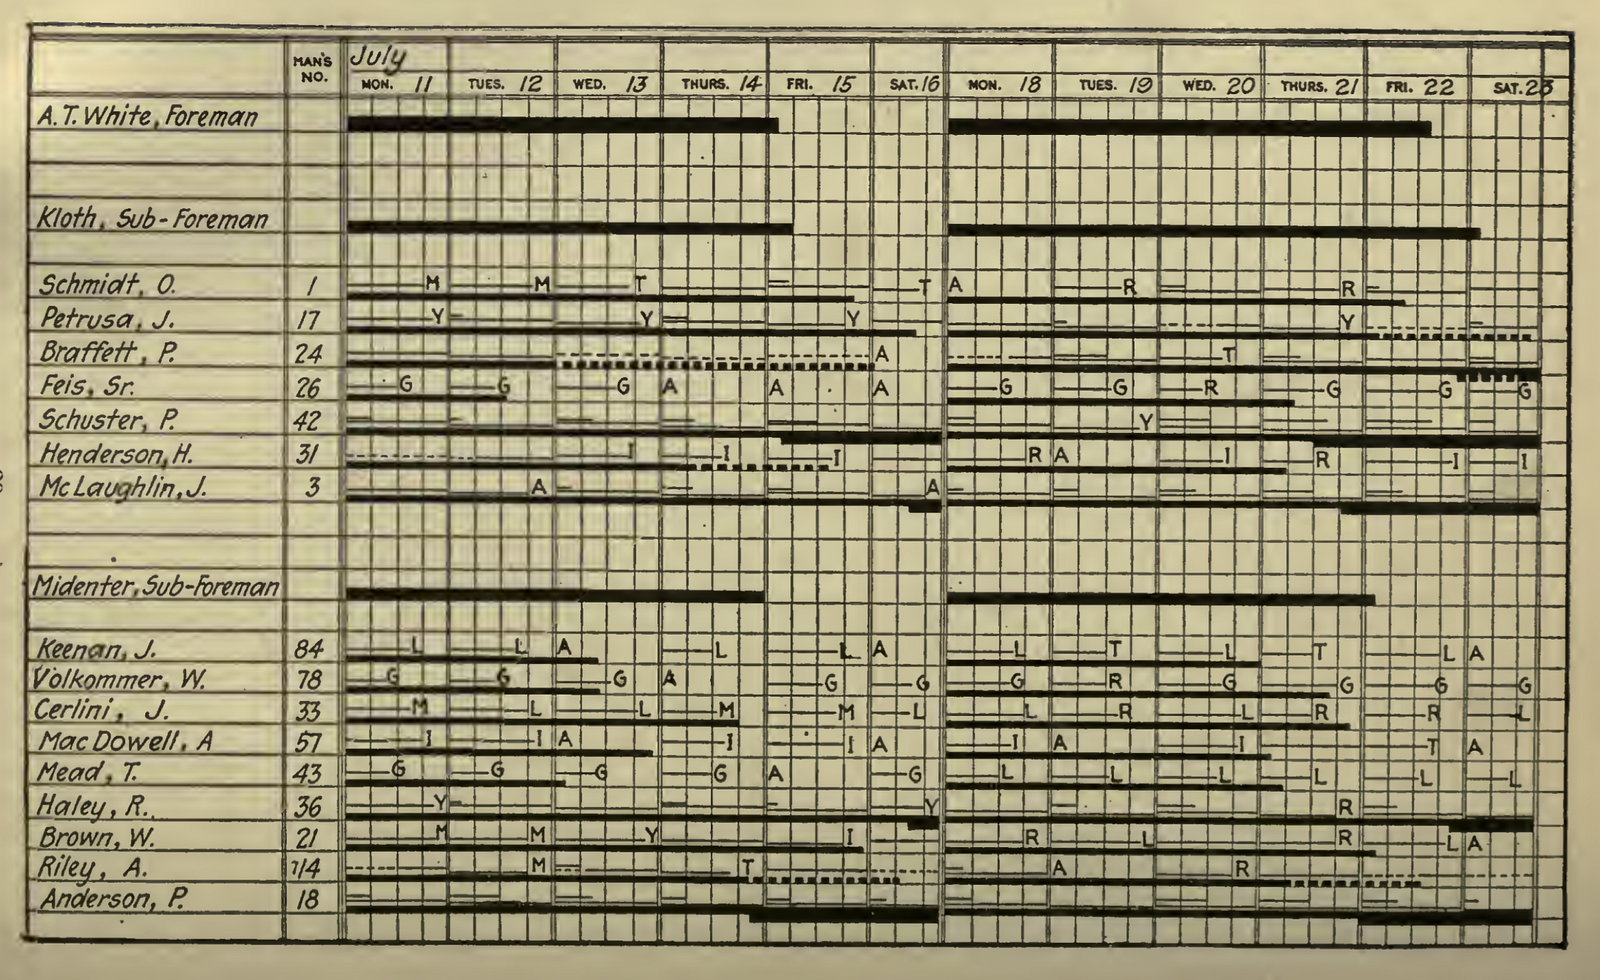 MAN'S NO. July
MON. 11 TUES. 12 WED. 13 THURS. 14 FRI. 15 SAT. 16 MON. 18 TUES. 19 WED. 20 THURS. 21 FRI. 22 SAT. 23
A. T. White, Foreman
Kloth, Sub-Foreman
Schmidt, O. 1 M M T T A R R
Petrusa, J. 17 Y Y Y Y
Braffett, P. 24 A T
Feis, Sr. 26 G G G A A A G G R G G G
Schuster, P. 42 Y
Henderson, H. 31 I I I R A I R I I
McLaughlin, J. 3 A A
Midenter, Sub-Foreman
Keenan, J. 84 L L A L L A L T L T L A
Volkommer, W. 78 G G G A G G G R G G G G
Cerlini, J. 33 M L L M M L L R L R R L
MacDowell, A 57 I I A I I A I A I T A
Mead, T. 43 G G G G A G L L L L L L
Haley, R. 36 Y Y R
Brown, W. 21 M M Y I R L R L A
Riley, A. 114 M T A R
Anderson, P. 18